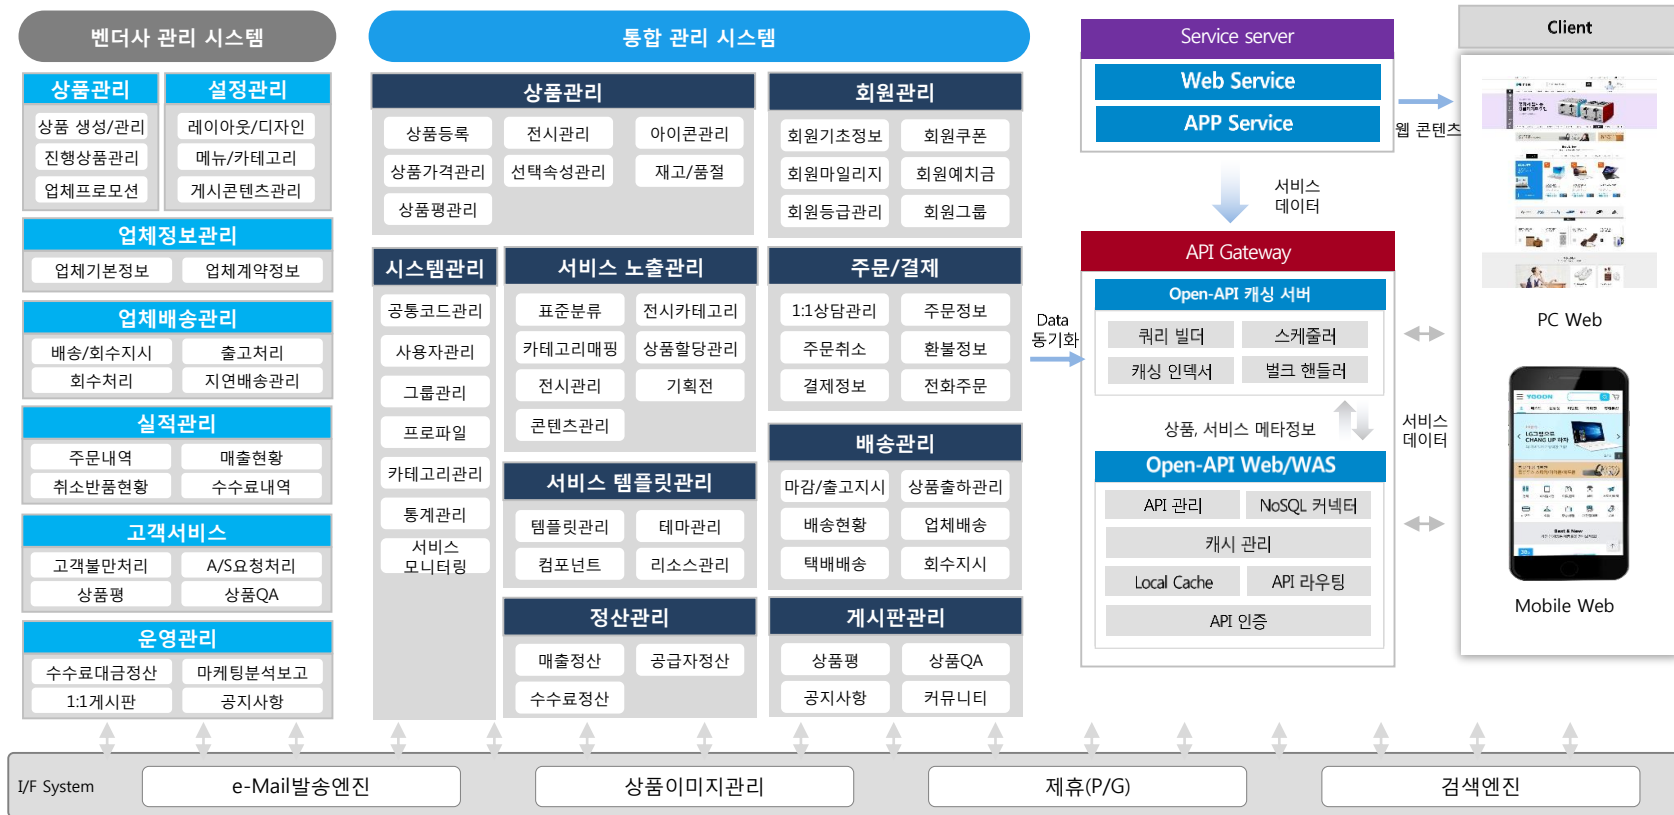 벤더사 관리 시스템
상품관리
상품 생성/관리
진행상품관리
업체프로모션
설정관리
레이아웃/디자인
메뉴/카테고리
게시콘텐츠관리
업체정보관리
업체기본정보 업체계약정보
업체배송관리
배송/회수지시 출고처리
회수처리 지연배송관리
실적관리
주문내역 매출현황
취소반품현황 수수료내역
고객서비스
고객불만처리 A/S요청처리
상품평 상품QA
운영관리
수수료대금정산 마케팅분석보고
1:1게시판 공지사항
통합 관리 시스템
상품관리
상품등록 전시관리 아이콘관리
상품가격관리 선택속성관리 재고/품절
상품평관리
회원관리
회원기초정보 회원쿠폰
회원마일리지 회원예치금
회원등급관리 회원그룹
시스템관리
공통코드관리
사용자관리
그룹관리
프로파일
카테고리관리
통계관리
서비스
모니터링
서비스 노출관리
표준분류 전시카테고리
카테고리매핑 상품할당관리
전시관리 기획전
콘텐츠관리
서비스 템플릿관리
템플릿관리 테마관리
컴포넌트 리소스관리
정산관리
매출정산 공급자정산
수수료정산
주문/결제
1:1상담관리 주문정보
주문취소 환불정보
결제정보 전화주문
배송관리
마감/출고지시 상품출하관리
배송현황 업체배송
택배배송 회수지시
게시판관리
상품평 상품QA
공지사항 커뮤니티
Data
동기화
Service server
Web Service
APP Service
서비스
데이터
API Gateway
Open-API 캐싱 서버
쿼리 빌더 스케줄러
캐싱 인덱서 벌크 핸들러
상품, 서비스 메타정보
Open-API Web/WAS
API 관리 NoSQL 커넥터
캐시 관리
Local Cache API 라우팅
API 인증
웹 콘텐츠
서비스
데이터
Client
PC Web
LG그램으로
CHANG UP 하자
Best & New
Mobile Web
I/F System
e-Mail발송엔진
상품이미지관리
제휴(P/G)
검색엔진